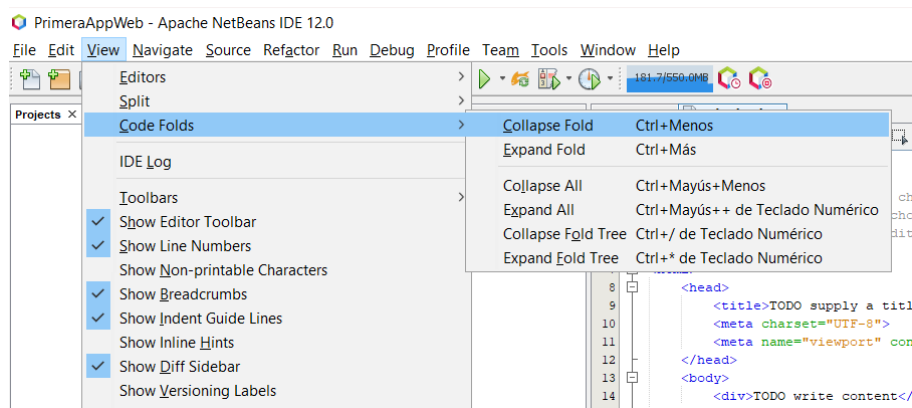 PrimeraAppWeb - Apache NetBeans IDE 12.0
File Edit View Navigate Source Refactor Run Debug Profile Team Tools Window Help
181.7/550.0MB
Projects ×
Editors
Split
Code Folds
IDE Log
Toolbars
Show Editor Toolbar
Show Line Numbers
Show Non-printable Characters
Show Breadcrumbs
Show Indent Guide Lines
Show Inline Hints
Show Diff Sidebar
Show Versioning Labels
Collapse Fold Ctrl+Menos
Expand Fold Ctrl+Más
Collapse All Ctrl+Mayús+Menos
Expand All Ctrl+Mayús++ de Teclado Numérico
Collapse Fold Tree Ctrl+/ de Teclado Numérico
Expand Fold Tree Ctrl+* de Teclado Numérico
8 <head>
9 <title>TODO supply a titl
10 <meta charset="UTF-8">
11 <meta name="viewport" con
12 </head>
13 <body>
14 <div>TODO write content</